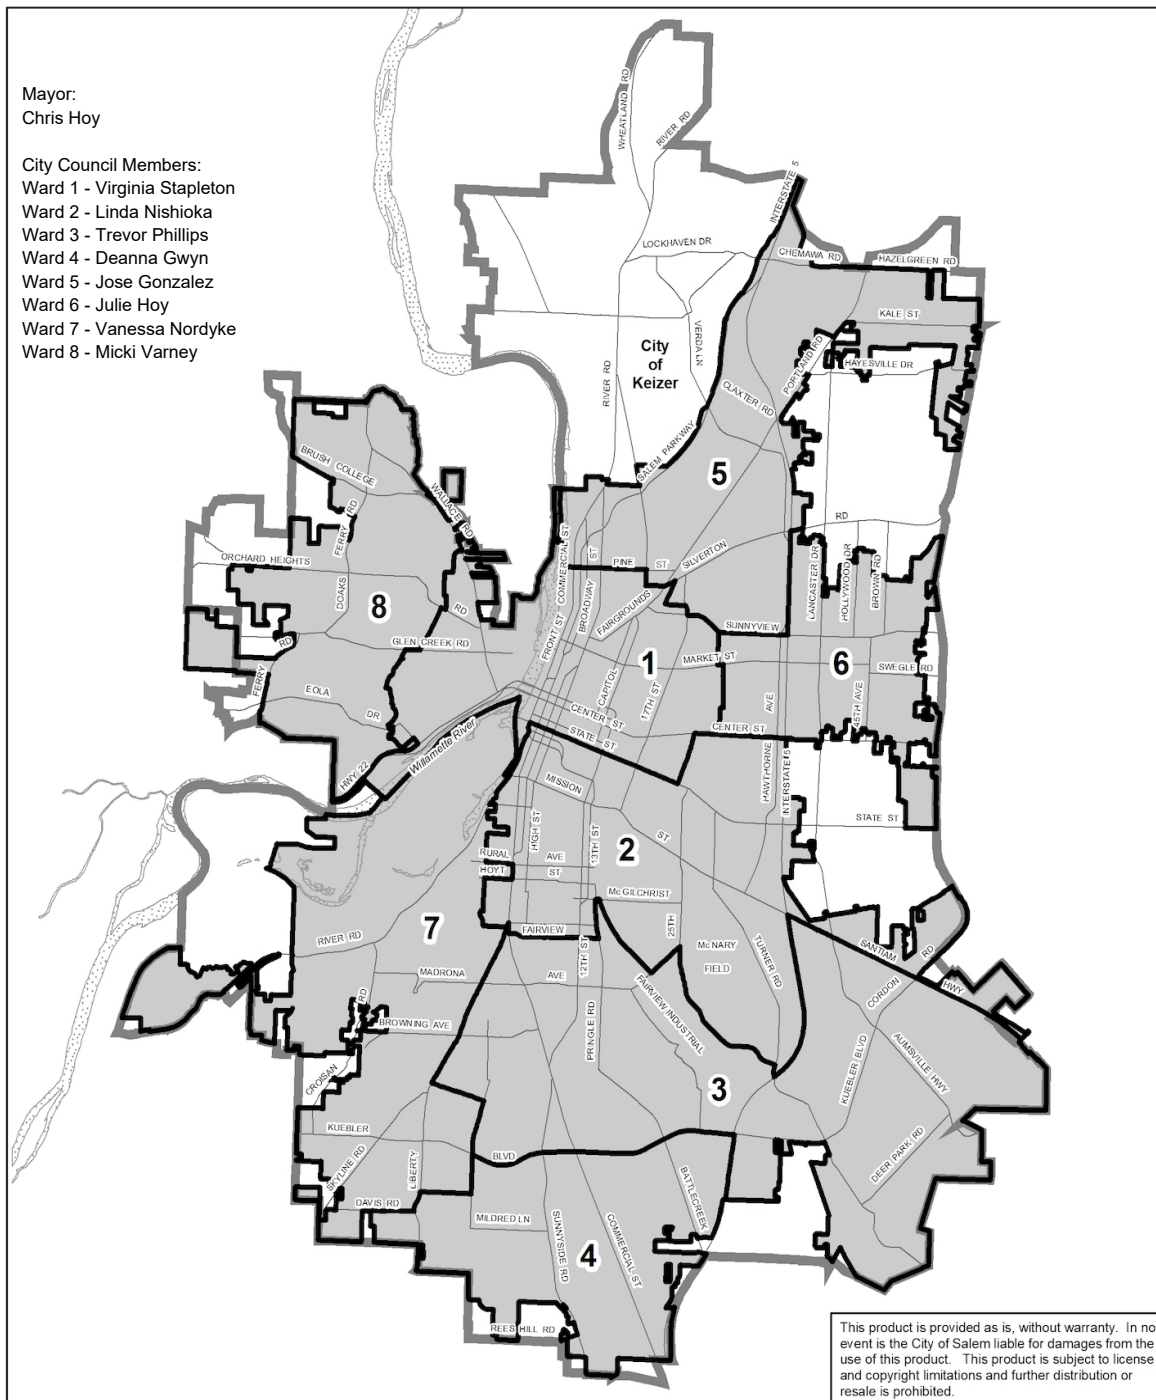 Mayor:
Chris Hoy
City Council Members:
Ward 1 - Virginia Stapleton
Ward 2 - Linda Nishioka
Ward 3 - Trevor Phillips
Ward 4 - Deanna Gwyn
Ward 5 - Jose Gonzalez
Ward 6 - Julie Hoy
Ward 7 - Vanessa Nordyke
Ward 8 - Micki Varney
WHEATLAND RD
RIVER RD
INTERSTATE 5
LOCKHAVEN DR
CHEMAWA RD
HAZELGREEN RD
KALE ST
VERDA LN
City
of
Keizer
PORTLAND RD
HAYESVILLE DR
RIVER RD
CLAXTER RD
SALEM PARKWAY
5
BRUSH COLLEGE
RD
WALLACE RD
DOAKS FERRY RD
ORCHARD HEIGHTS
RD
8
GLEN CREEK RD
FERRY
RD
EOLA
DR
HWY 22
Willamette River
COMMERCIAL ST
FRONT ST
BROADWAY
ST
PINE ST
SILVERTON
RD
FAIRGROUNDS
LANCASTER DR
HOLLYWOOD DR
BROWN RD
SUNNYVIEW
1
MARKET ST
6
SWEGLE RD
CAPITOL
17TH ST
45TH AVE
CENTER ST
STATE ST
CENTER ST
HAWTHORNE AVE
INTERSTATE 5
MISSION
ST
STATE ST
HIGH ST
13TH ST
2
RURAL AVE
HOYT ST
McGILCHRIST
25TH
FAIRVIEW
7
RIVER RD
McNARY
FIELD
TURNER RD
SANTIAM
HWY
CORDON
RD
MADRONA
AVE
12TH ST
FAIRVIEW INDUSTRIAL
PRINGLE RD
BROWNING AVE
CROISAN
RD
3
KUEBLER BLVD
AUMSVILLE HWY
DEER PARK RD
KUEBLER
BLVD
SKYLINE RD
LIBERTY
DAVIS RD
MILDRED LN
BATTLECREEK
SUNNYSIDE RD
COMMERCIAL ST
4
REES HILL RD
This product is provided as is, without warranty. In no
event is the City of Salem liable for damages from the
use of this product. This product is subject to license
and copyright limitations and further distribution or
resale is prohibited.